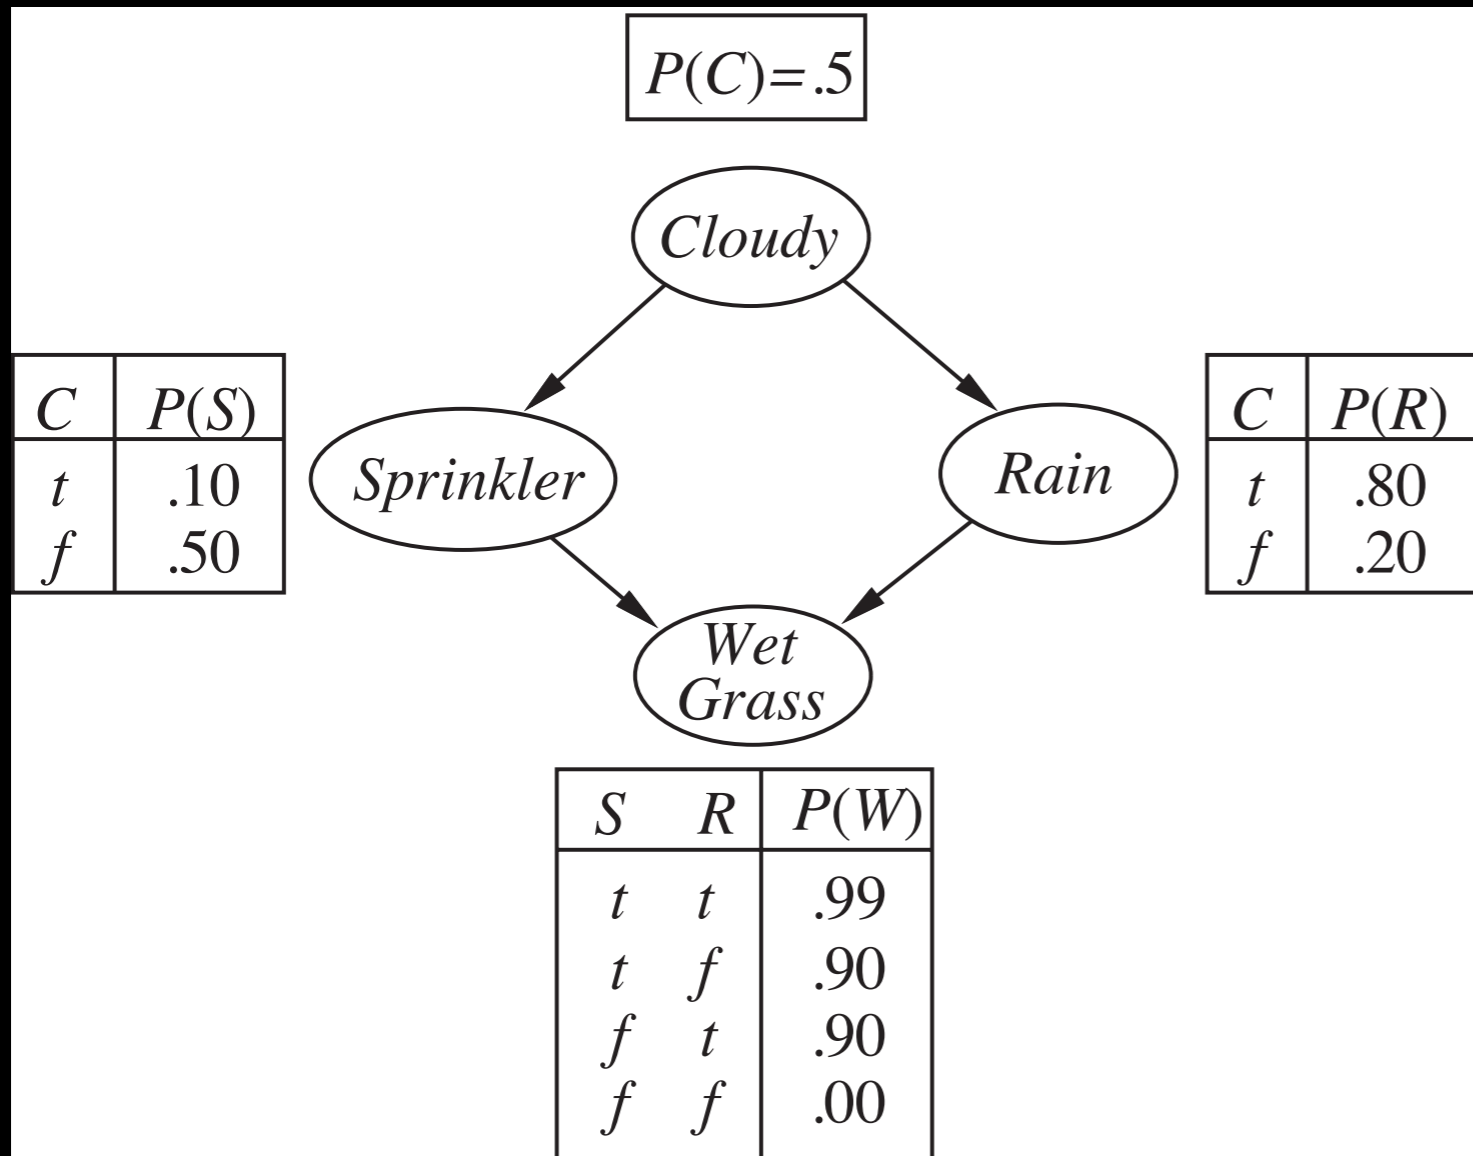 P(C)=.5
Cloudy
C P(S)
t .10
f .50
Sprinkler
Rain
C P(R)
t .80
f .20
Wet
Grass
S R P(W)
t t .99
t f .90
f t .90
f f .00